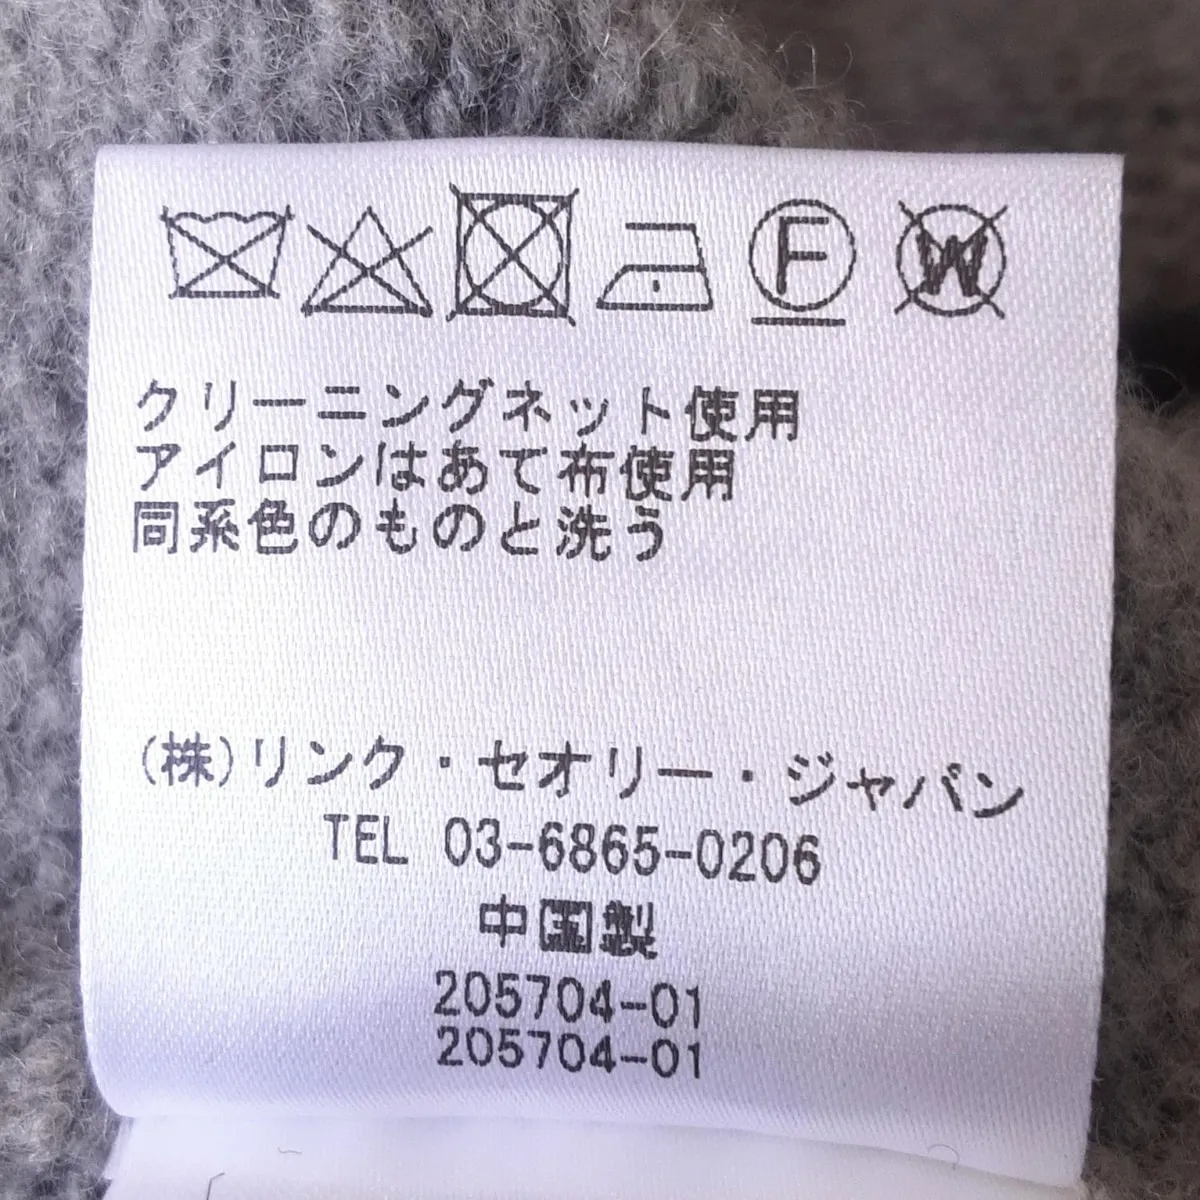 F W
クリーニングネット使用
アイロンはあて布使用
同系色のものと洗う
(株)リンク・セオリー・ジャパン
TEL 03-6865-0206
中国製
205704-01
205704-01